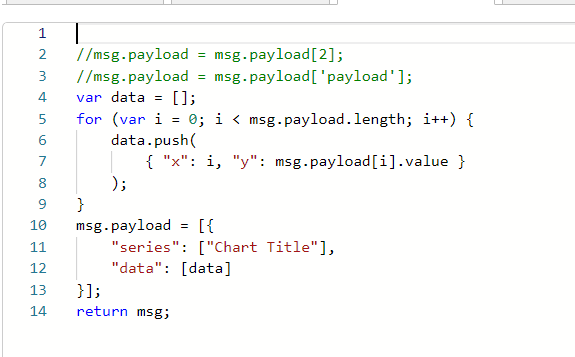 1
2 //msg.payload = msg.payload[2];
3 //msg.payload = msg.payload['payload'];
4 var data = [];
5 for (var i = 0; i < msg.payload.length; i++) {
6     data.push(
7         { "x": i, "y": msg.payload[i].value }
8     );
9 }
10 msg.payload = [{
11     "series": ["Chart Title"],
12     "data": [data]
13 }];
14 return msg;